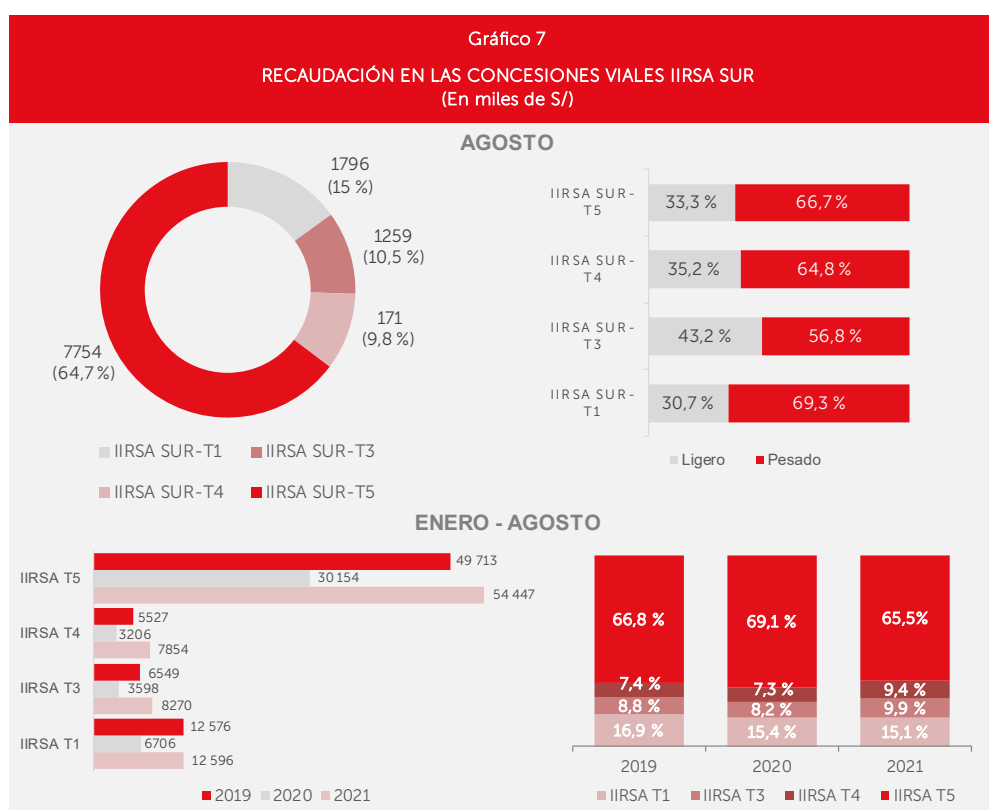 Gráfico 7
RECAUDACIÓN EN LAS CONCESIONES VIALES IIRSA SUR
(En miles de S/)
AGOSTO
1796
(15 %)
1259
(10,5 %)
171
(9,8 %)
7754
(64,7 %)
IIRSA SUR-T1
IIRSA SUR-T3
IIRSA SUR-T4
IIRSA SUR-T5
IIRSA SUR-
T5
33,3 %
66,7 %
IIRSA SUR-
T4
35,2 %
64,8 %
IIRSA SUR-
T3
43,2 %
56,8 %
IIRSA SUR-
T1
30,7 %
69,3 %
Ligero
Pesado
ENERO - AGOSTO
IIRSA T5
49 713
30 154
54 447
IIRSA T4
5527
3206
7854
IIRSA T3
6549
3598
8270
IIRSA T1
12 576
6706
12 596
2019
2020
2021
66,8 %
69,1 %
65,5%
7,4 %
7,3 %
9,4 %
8,8 %
8,2 %
9,9 %
16,9 %
15,4 %
15,1 %
2019
2020
2021
IIRSA T1
IIRSA T3
IIRSA T4
IIRSA T5